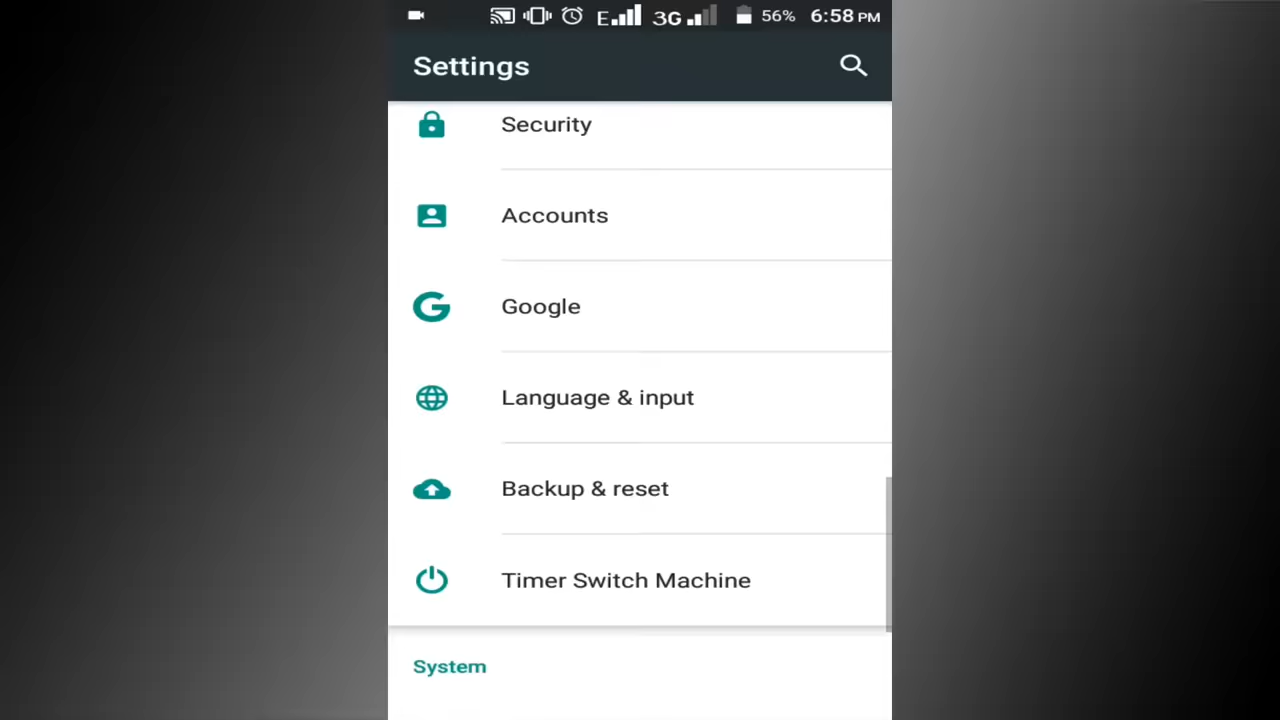 E 3G 56% 6:58 PM
Settings
Security
Accounts
Google
Language & input
Backup & reset
Timer Switch Machine
System